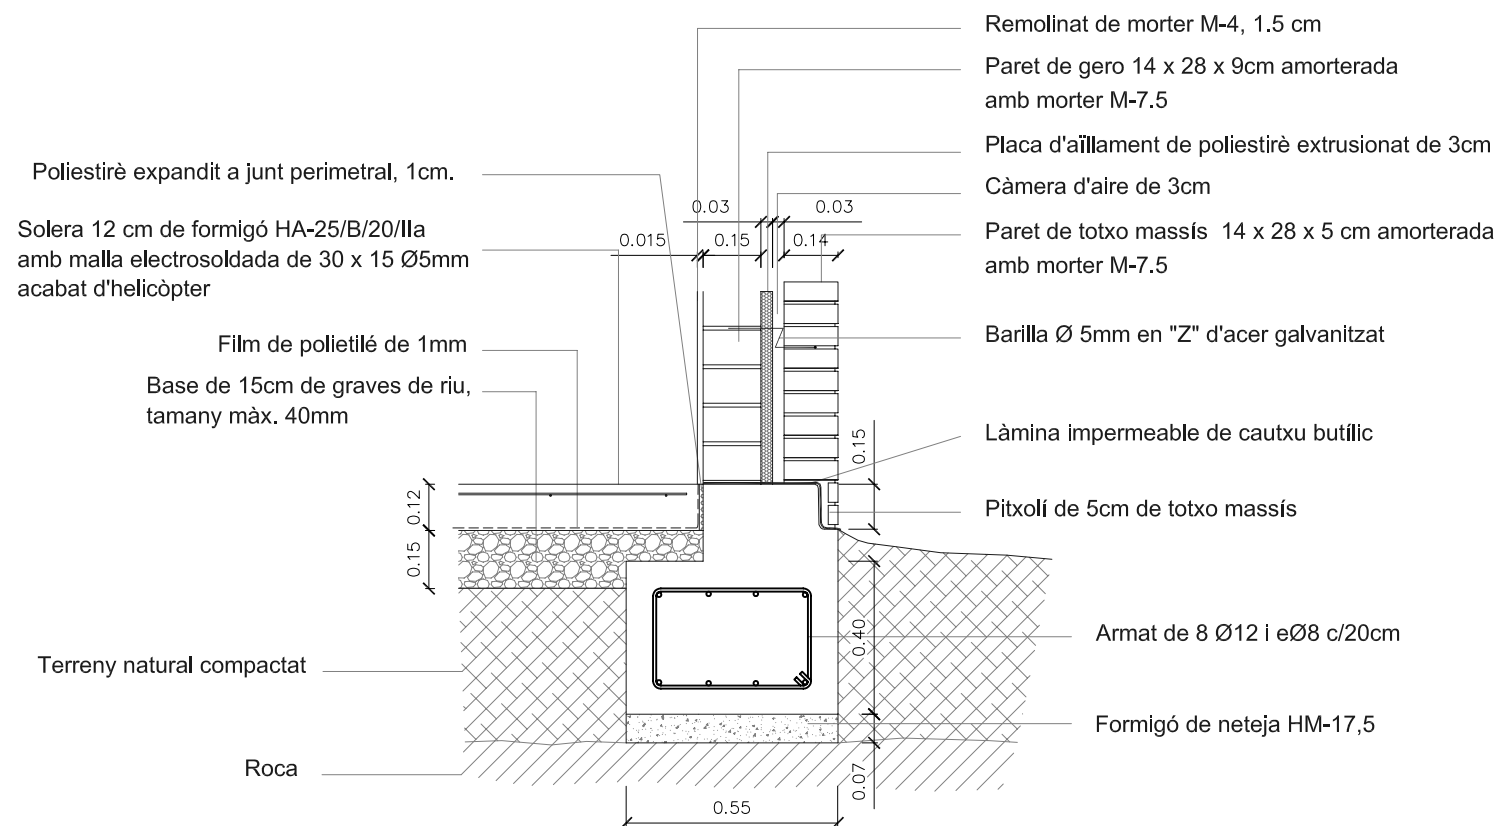 Remolinat de morter M-4, 1.5 cm
Paret de gero 14 x 28 x 9cm amorterada
amb morter M-7.5
Placa d'aïllament de poliestirè extrusionat de 3cm
Càmera d'aire de 3cm
Paret de totxo massís 14 x 28 x 5 cm amorterada
amb morter M-7.5
Barilla Ø 5mm en "Z" d'acer galvanitzat
Làmina impermeable de cautxu butílic
Pitxolí de 5cm de totxo massís
Armat de 8 Ø12 i eØ8 c/20cm
Formigó de neteja HM-17,5
Poliestirè expandit a junt perimetral, 1cm.
Solera 12 cm de formigó HA-25/B/20/IIa
amb malla electrosoldada de 30 x 15 Ø5mm
acabat d'helicòpter
Film de polietilé de 1mm
Base de 15cm de graves de riu,
tamany màx. 40mm
Terreny natural compactat
Roca
0.03
0.03
0.015
0.15
0.14
0.15
0.12
0.15
0.40
0.07
0.55